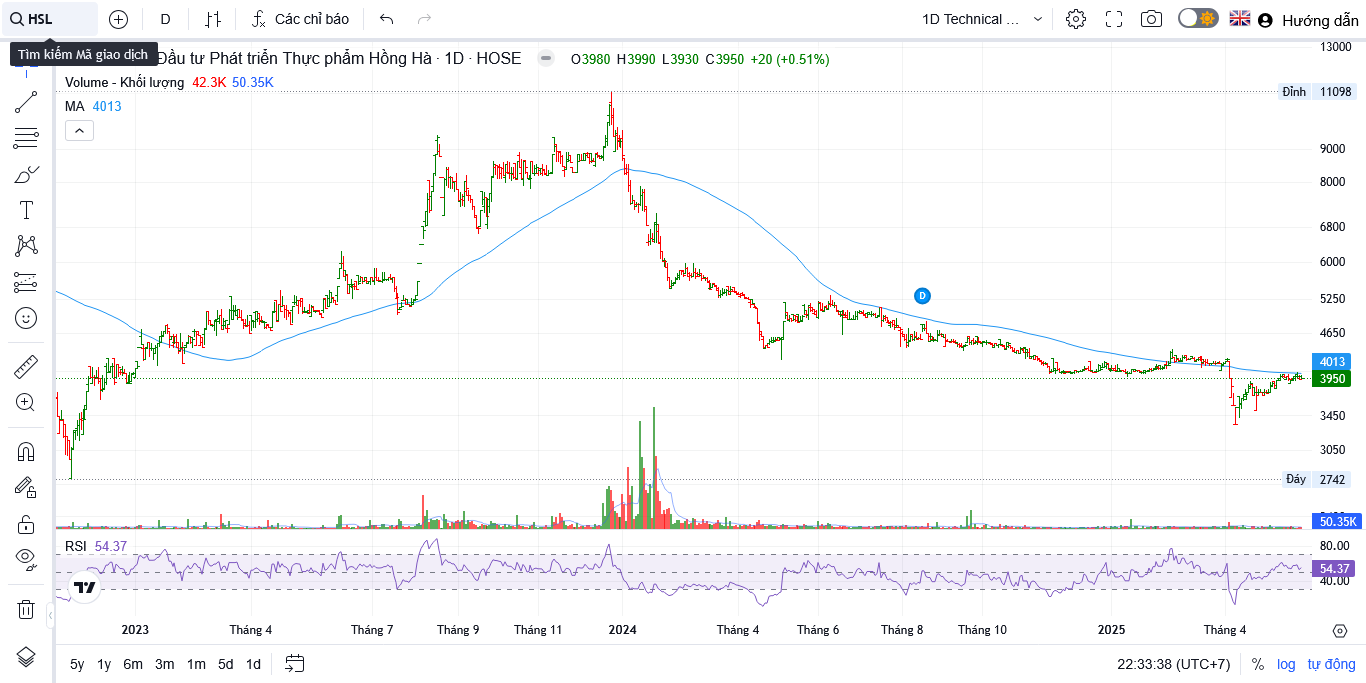 HSL D Các chỉ báo 1D Technical ... Hướng dẫn
Tìm kiếm Mã giao dịch Đầu tư Phát triển Thực phẩm Hồng Hà · 1D · HOSE O3980 H3990 L3930 C3950 +20 (+0.51%)
Volume - Khối lượng 42.3K 50.35K
MA 4013
13000
Đỉnh 11098
9000
8000
6800
6000
D
5250
4650
4013
3950
3450
3050
Đáy 2742
50.35K
RSI 54.37
80.00
54.37
40.00
2023 Tháng 4 Tháng 7 Tháng 9 Tháng 11 2024 Tháng 4 Tháng 6 Tháng 8 Tháng 10 2025 Tháng 4
5y 1y 6m 3m 1m 5d 1d 22:33:38 (UTC+7) % log tự động